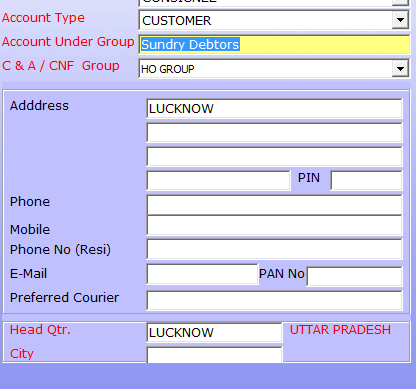 CONSIGNEE
Account Type CUSTOMER
Account Under Group Sundry Debtors
C & A / CNF Group HO GROUP
Adddress LUCKNOW
PIN
Phone
Mobile
Phone No (Resi)
E-Mail PAN No
Preferred Courier
Head Qtr. LUCKNOW UTTAR PRADESH
City